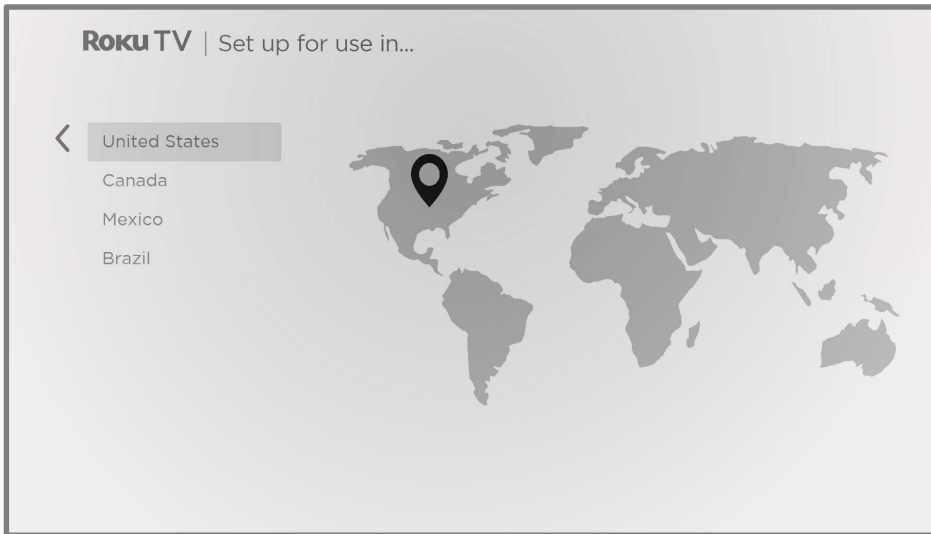 Roku TV | Set up for use in...
United States
Canada
Mexico
Brazil